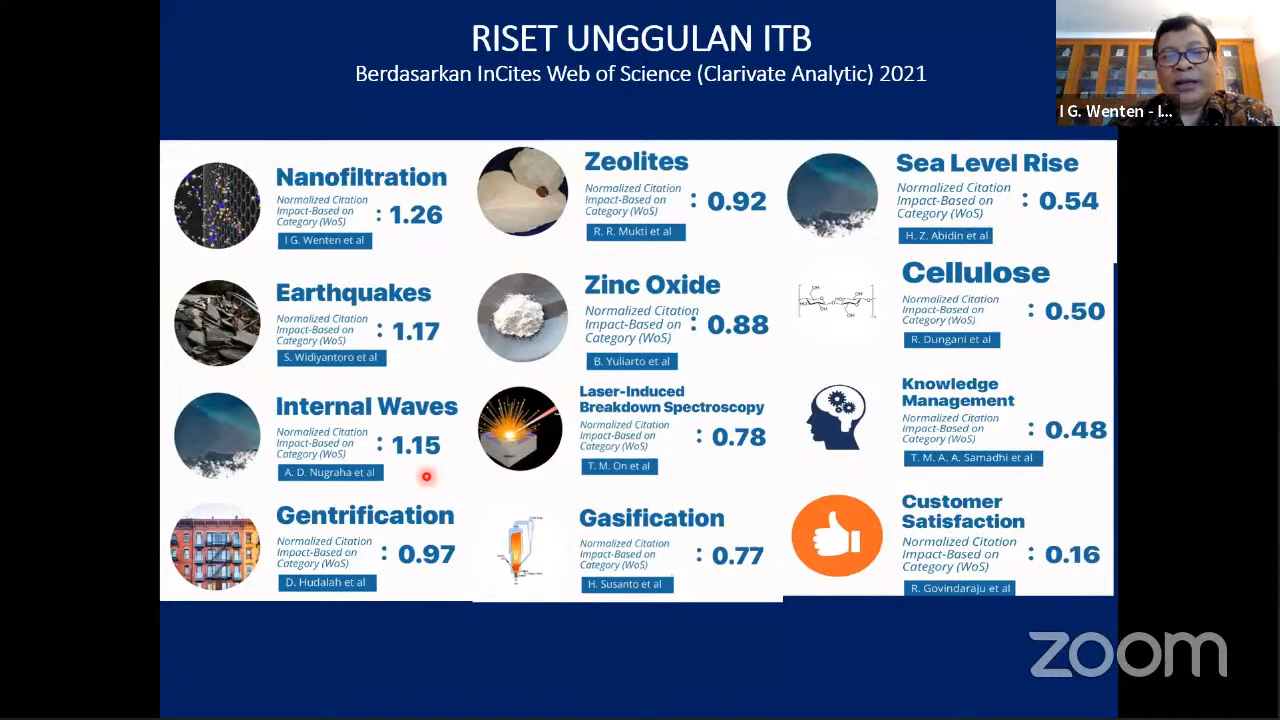 RISET UNGGULAN ITB
Berdasarkan InCites Web of Science (Clarivate Analytic) 2021
I G. Wenten - I...
Nanofiltration
Normalized Citation
Impact-Based on
Category (WoS)
: 1.26
I G. Wenten et al
Earthquakes
Normalized Citation
Impact-Based on
Category (WoS)
: 1.17
S. Widiyantoro et al
Internal Waves
Normalized Citation
Impact-Based on
Category (WoS)
: 1.15
A. D. Nugraha et al
Gentrification
Normalized Citation
Impact-Based on
Category (WoS)
: 0.97
D. Hudalah et al
Zeolites
Normalized Citation
Impact-Based on
Category (WoS)
: 0.92
R. R. Mukti et al
Zinc Oxide
Normalized Citation
Impact-Based on
Category (WoS)
: 0.88
B. Yuliarto et al
Laser-Induced
Breakdown Spectroscopy
Normalized Citation
Impact-Based on
Category (WoS)
: 0.78
T. M. On et al
Gasification
Normalized Citation
Impact-Based on
Category (WoS)
: 0.77
H. Susanto et al
Sea Level Rise
Normalized Citation
Impact-Based on
Category (WoS)
: 0.54
H. Z. Abidin et al
Cellulose
Normalized Citation
Impact-Based on
Category (WoS)
: 0.50
R. Dungani et al
Knowledge
Management
Normalized Citation
Impact-Based on
Category (WoS)
: 0.48
T. M. A. A. Samadhi et al
Customer
Satisfaction
Normalized Citation
Impact-Based on
Category (WoS)
: 0.16
R. Govindaraju et al
zoom